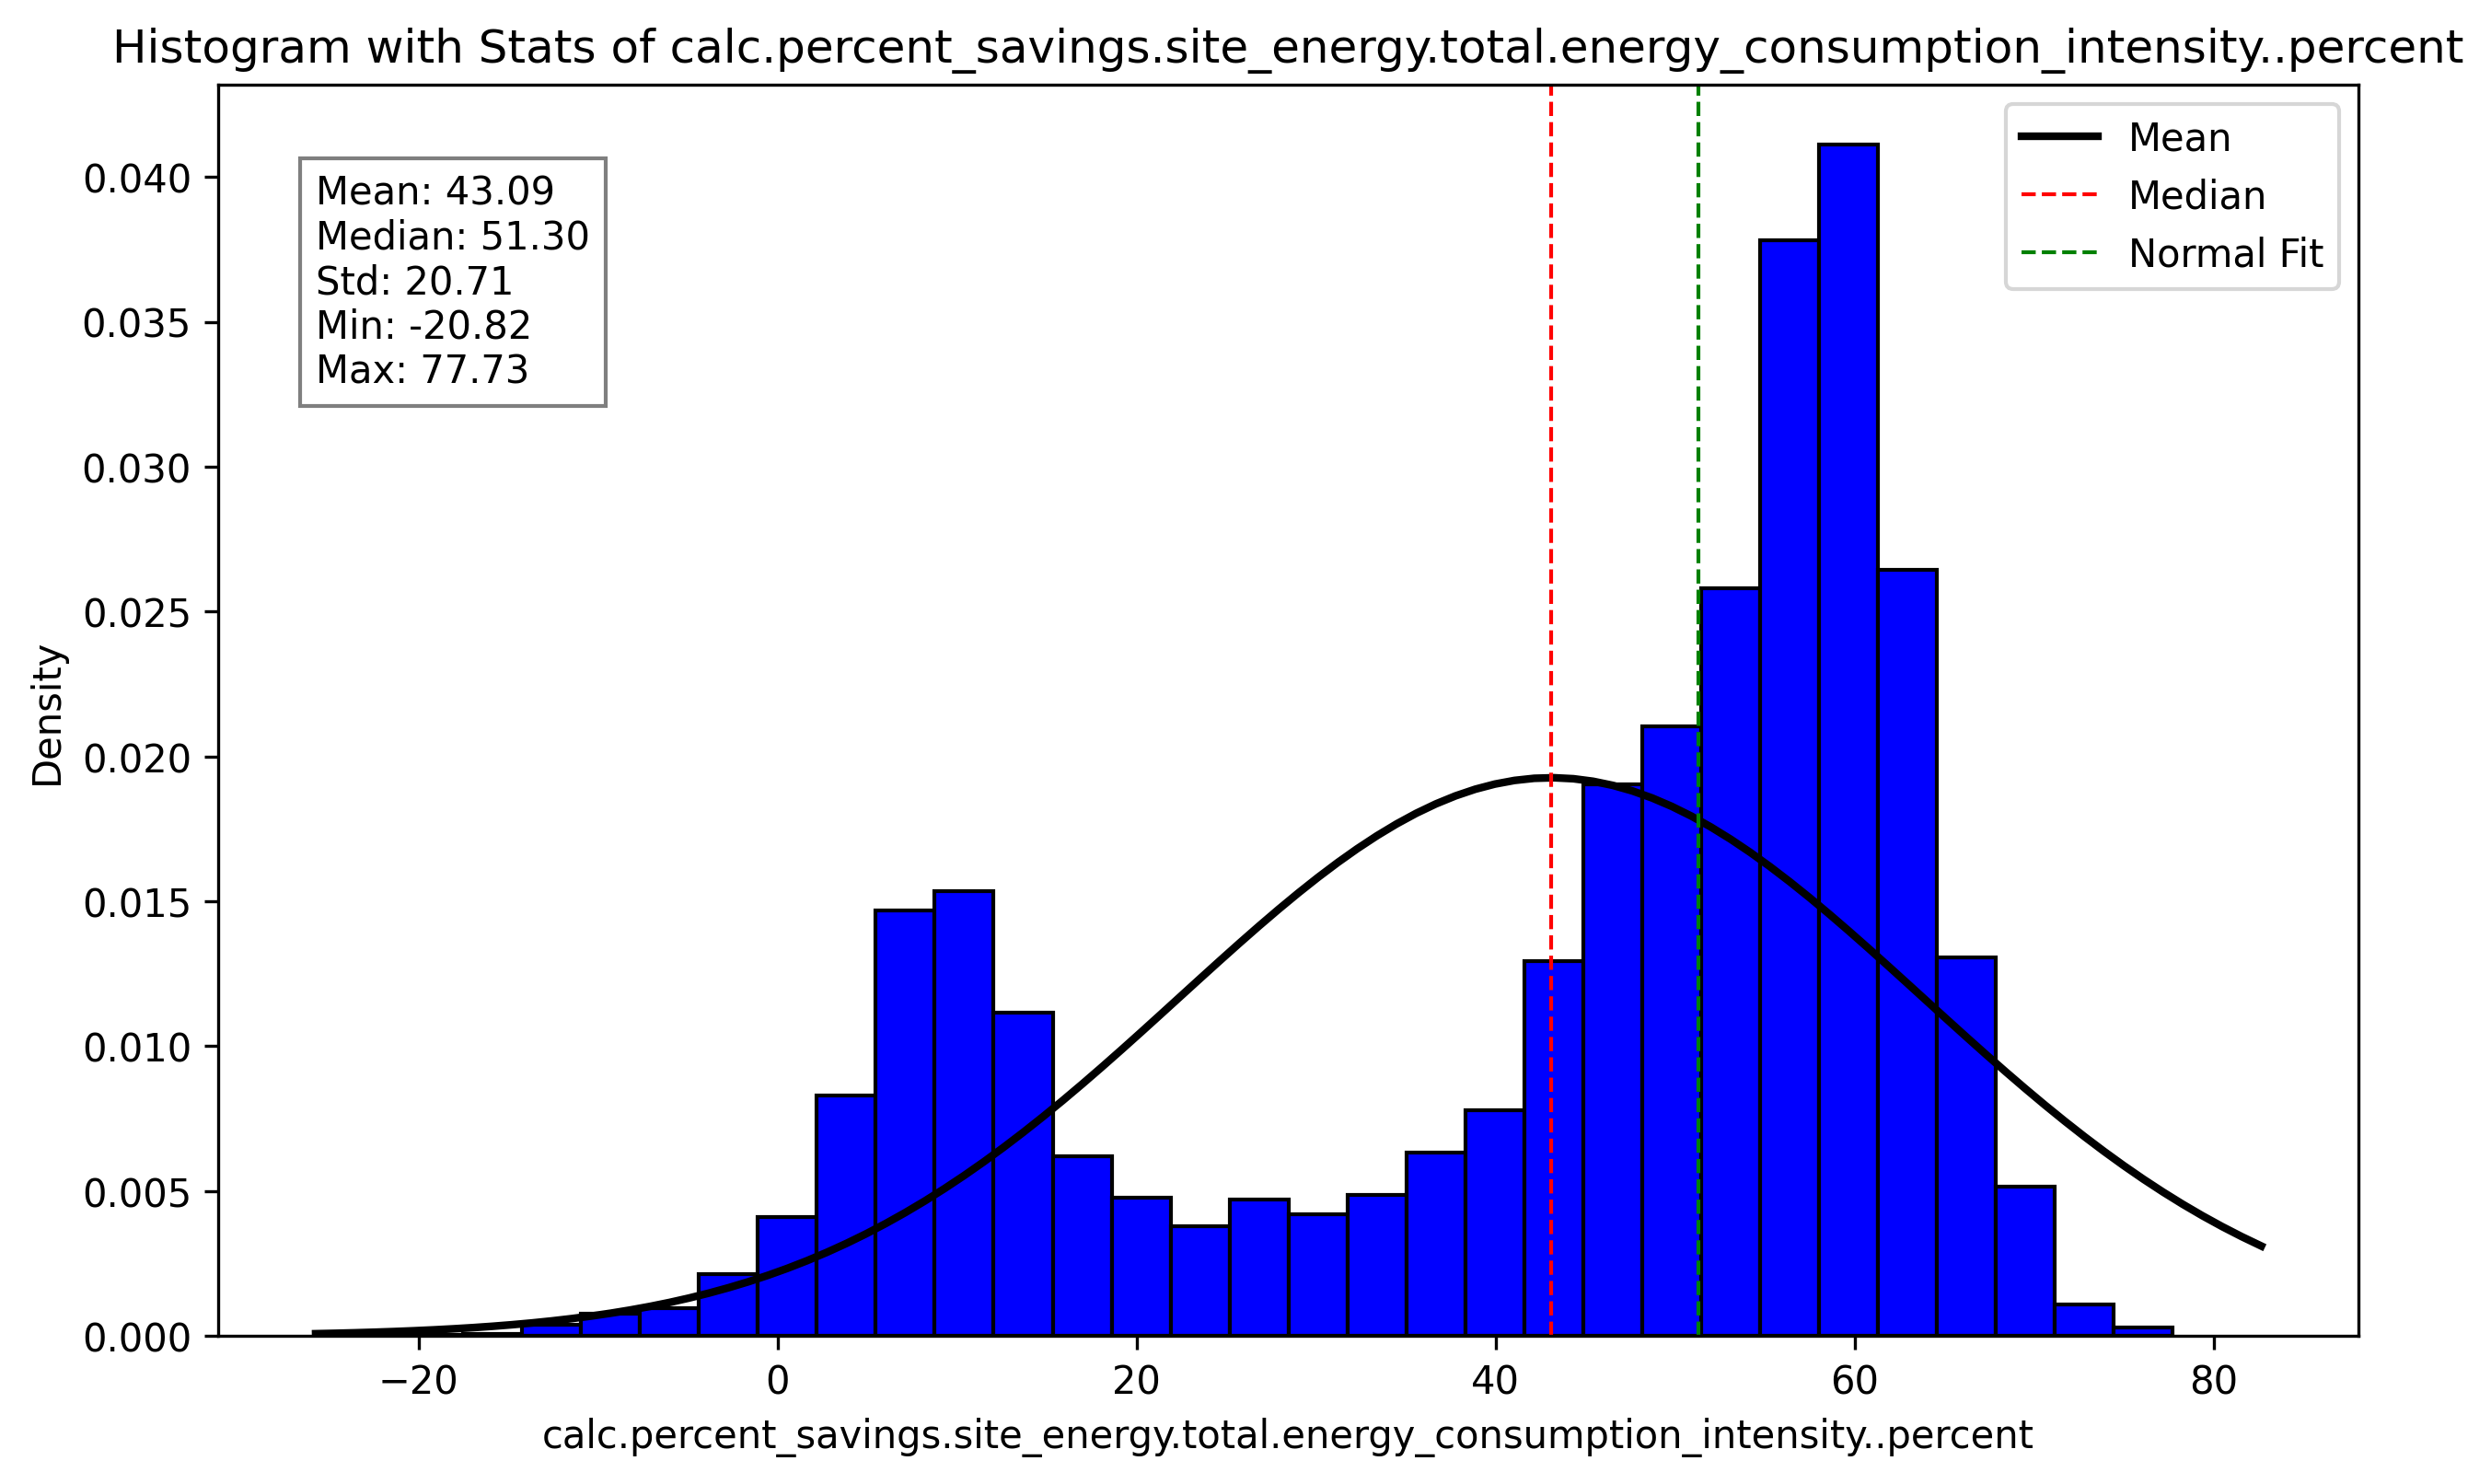 Histogram with Stats of calc.percent_savings.site_energy.total.energy_consumption_intensity..percent
Mean: 43.09
Median: 51.30
Std: 20.71
Min: -20.82
Max: 77.73
Mean
Median
Normal Fit
0.040
0.035
0.030
0.025
0.020
0.015
0.010
0.005
0.000
Density
−20
0
20
40
60
80
calc.percent_savings.site_energy.total.energy_consumption_intensity..percent